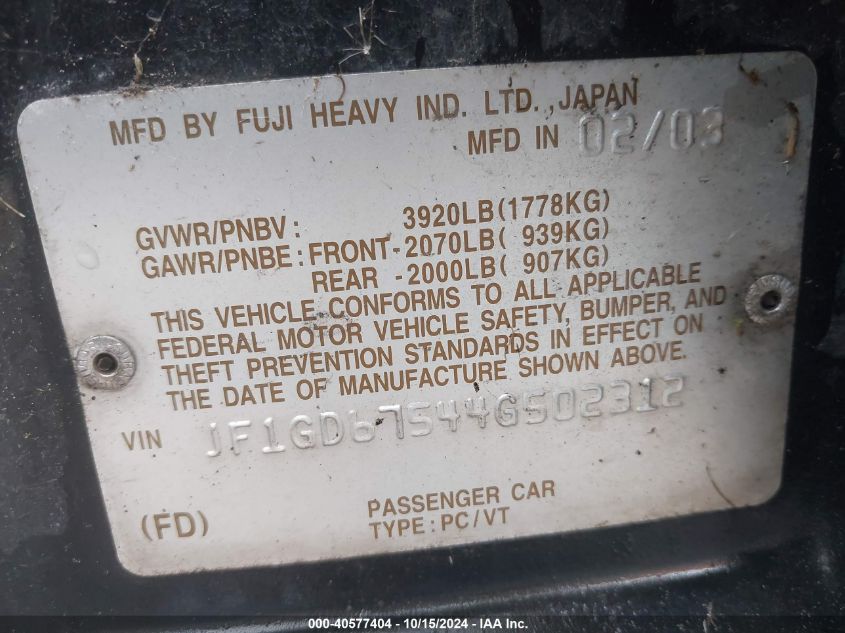 MFD BY FUJI HEAVY IND. LTD., JAPAN
MFD IN 02/03
GVWR/PNBV: 3920LB(1778KG)
GAWR/PNBE: FRONT-2070LB( 939KG)
REAR -2000LB( 907KG)
THIS VEHICLE CONFORMS TO ALL APPLICABLE
FEDERAL MOTOR VEHICLE SAFETY, BUMPER, AND
THEFT PREVENTION STANDARDS IN EFFECT ON
THE DATE OF MANUFACTURE SHOWN ABOVE.
VIN JF1GD67544G502312
(FD) PASSENGER CAR
TYPE: PC/VT
000-40577404 - 10/15/2024 - IAA Inc.